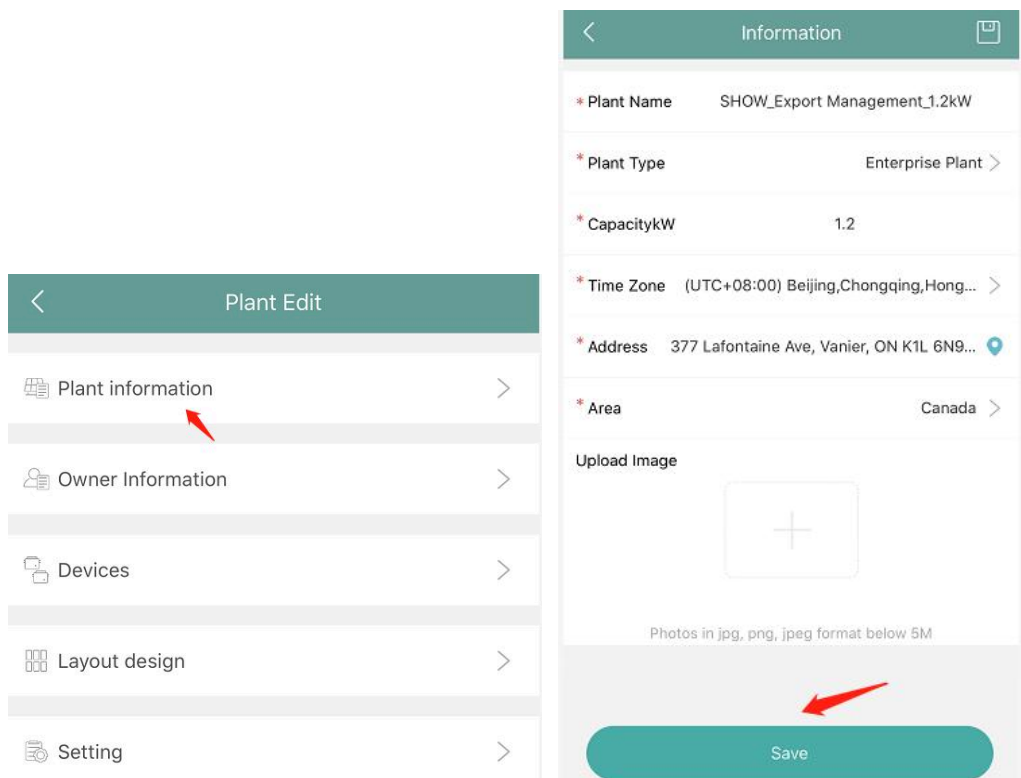 Plant Edit
Plant information
Owner Information
Devices
Layout design
Setting
Information
* Plant Name SHOW_Export Management_1.2kW
* Plant Type Enterprise Plant
* CapacitykW 1.2
* Time Zone (UTC+08:00) Beijing,Chongqing,Hong...
* Address 377 Lafontaine Ave, Vanier, ON K1L 6N9...
* Area Canada
Upload Image
Photos in jpg, png, jpeg format below 5M
Save